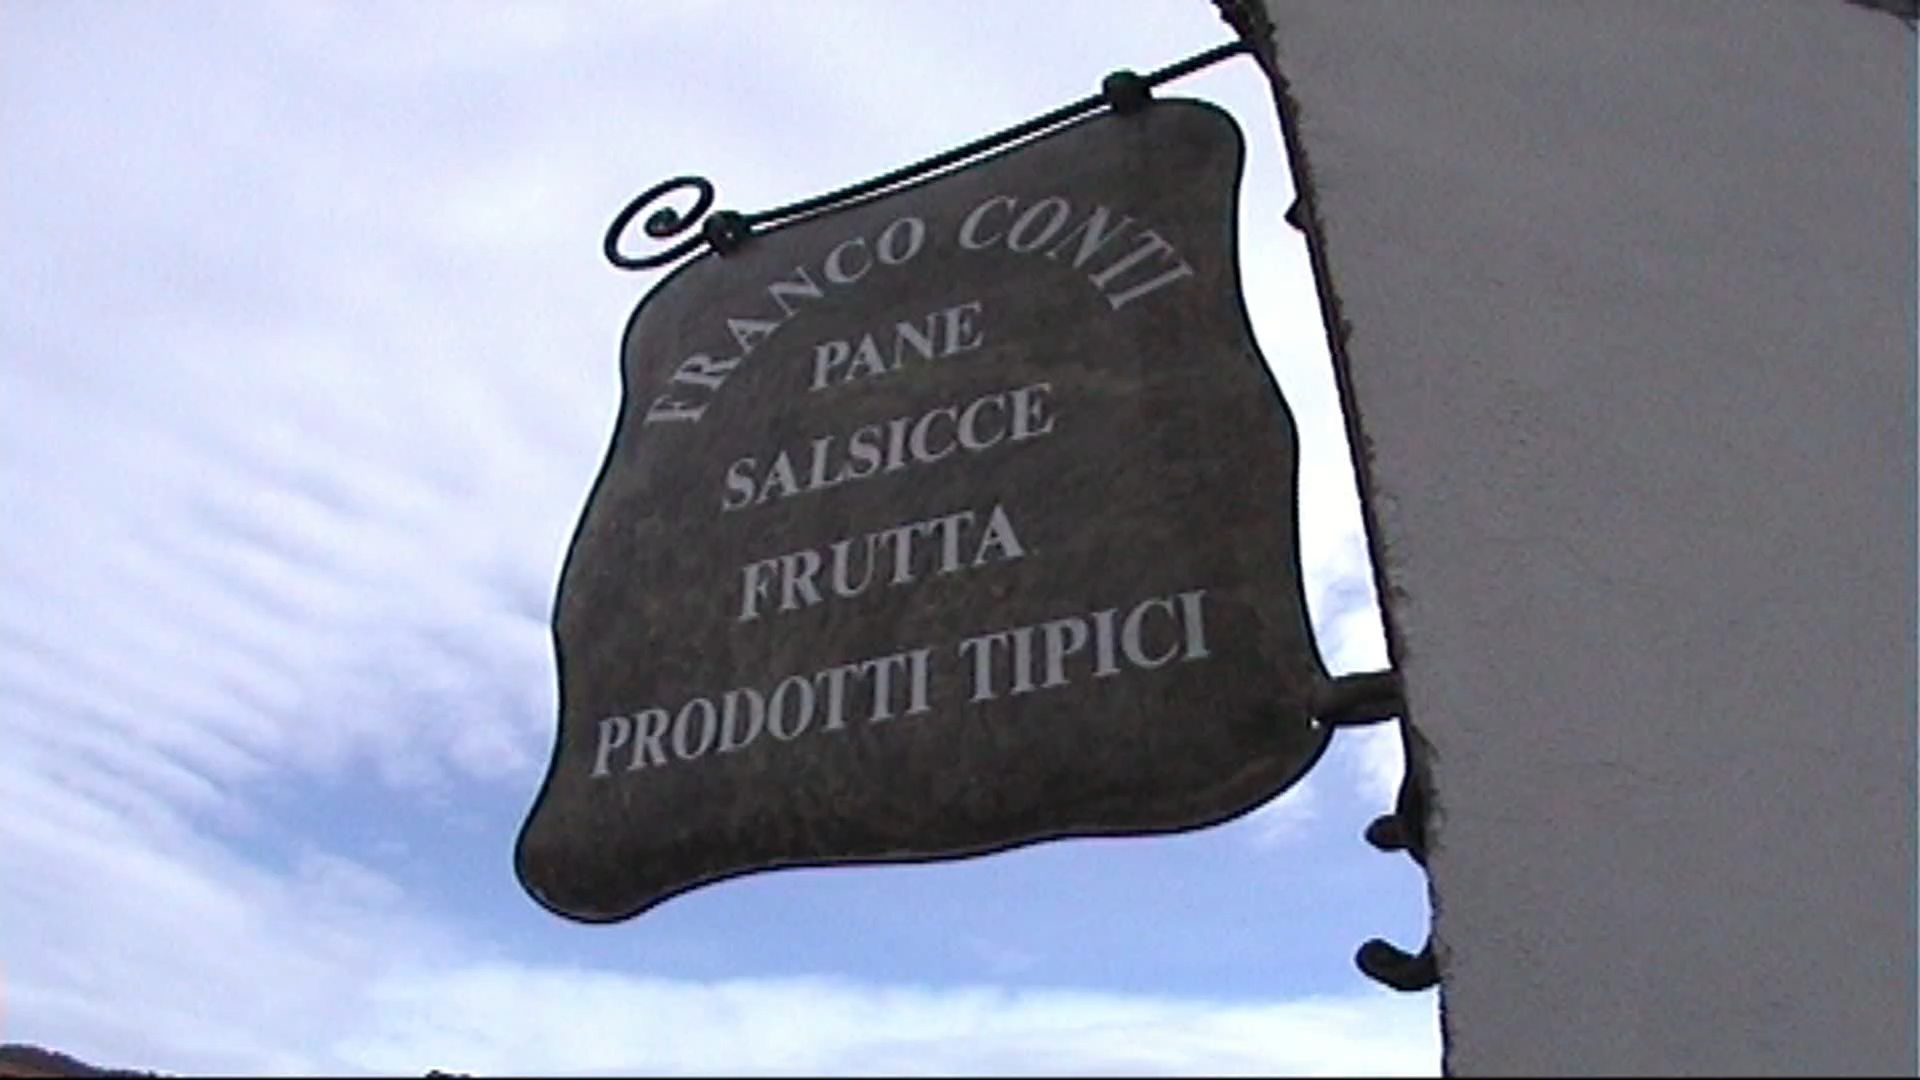 FRANCO CONTI
PANE
SALSICCE
FRUTTA
PRODOTTI TIPICI